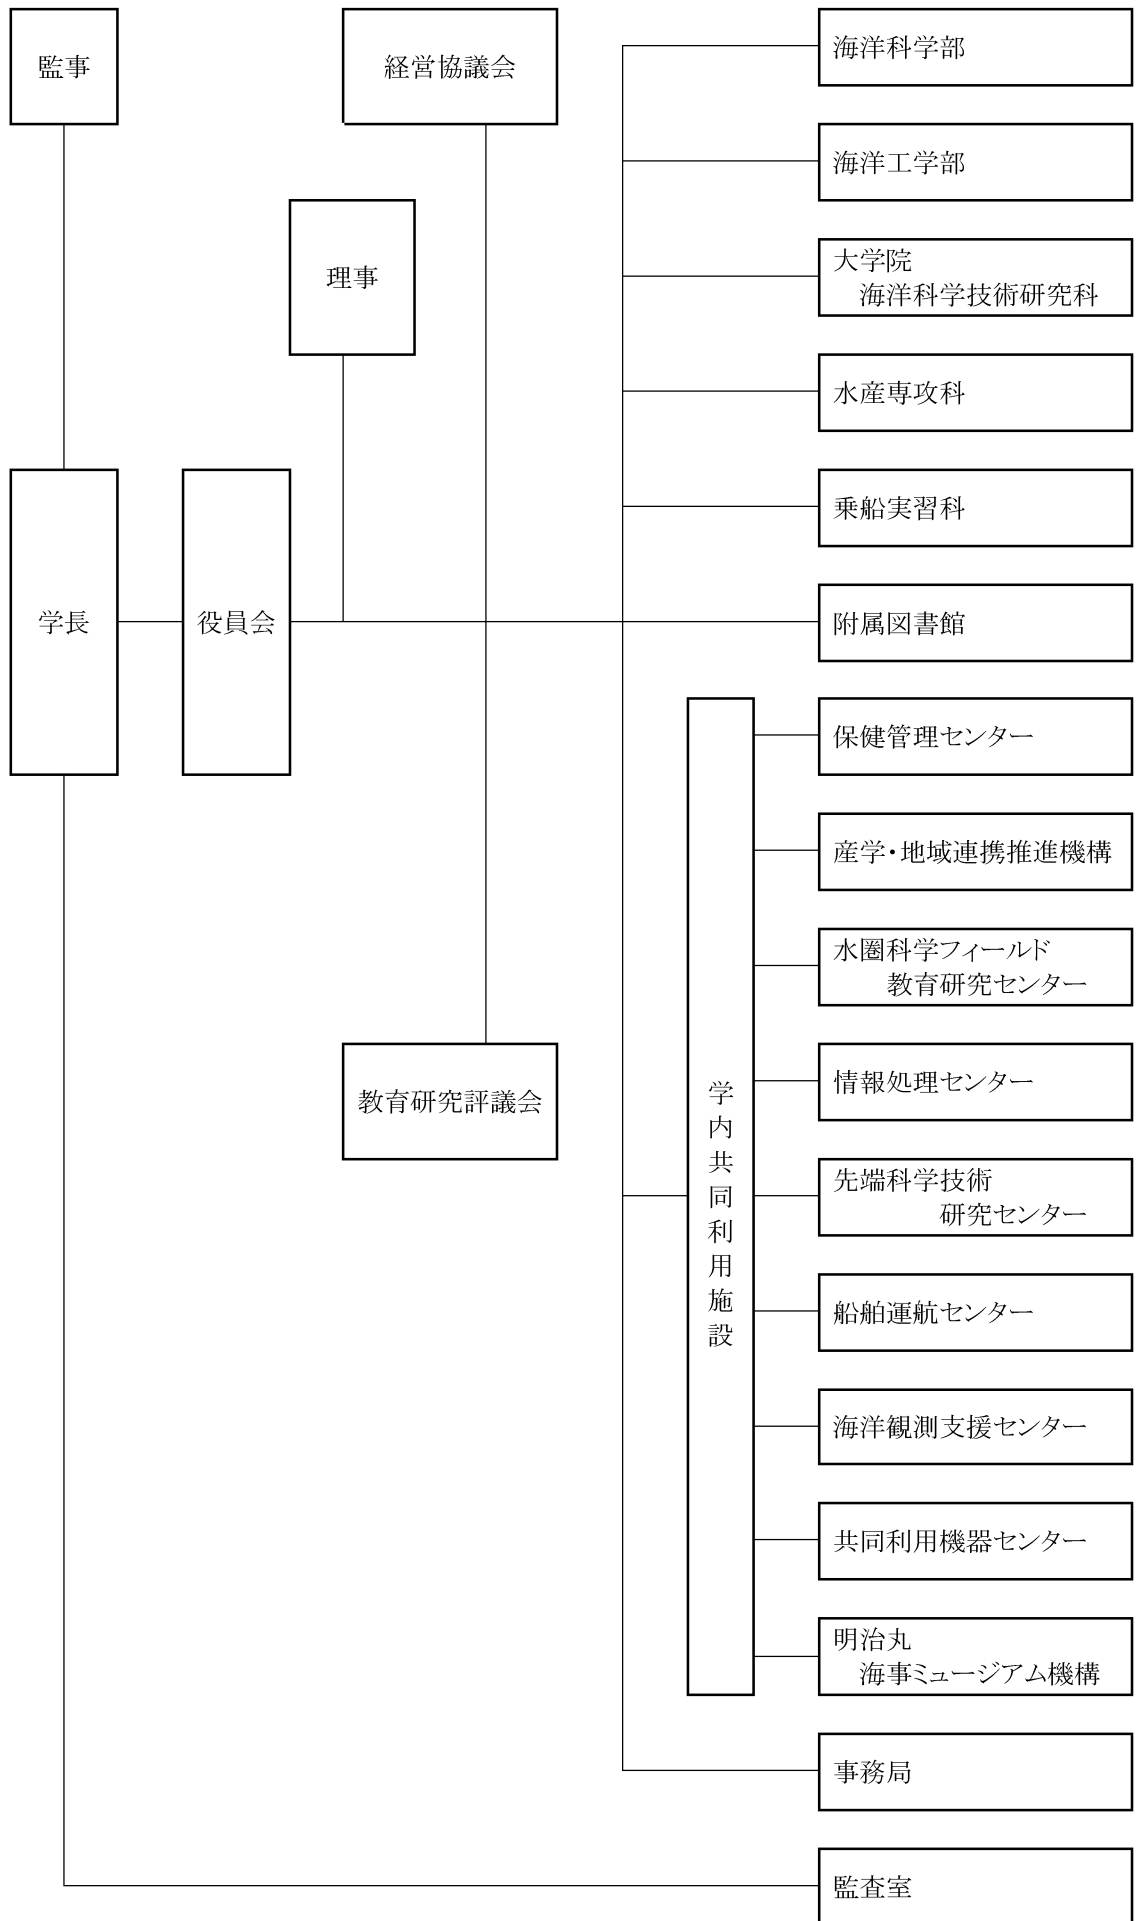 監事
経営協議会
理事
学長
役員会
教育研究評議会
海洋科学部
海洋工学部
大学院
海洋科学技術研究科
水産専攻科
乗船実習科
附属図書館
学内共同利用施設
保健管理センター
産学・地域連携推進機構
水圏科学フィールド
教育研究センター
情報処理センター
先端科学技術
研究センター
船舶運航センター
海洋観測支援センター
共同利用機器センター
明治丸
海事ミュージアム機構
事務局
監査室